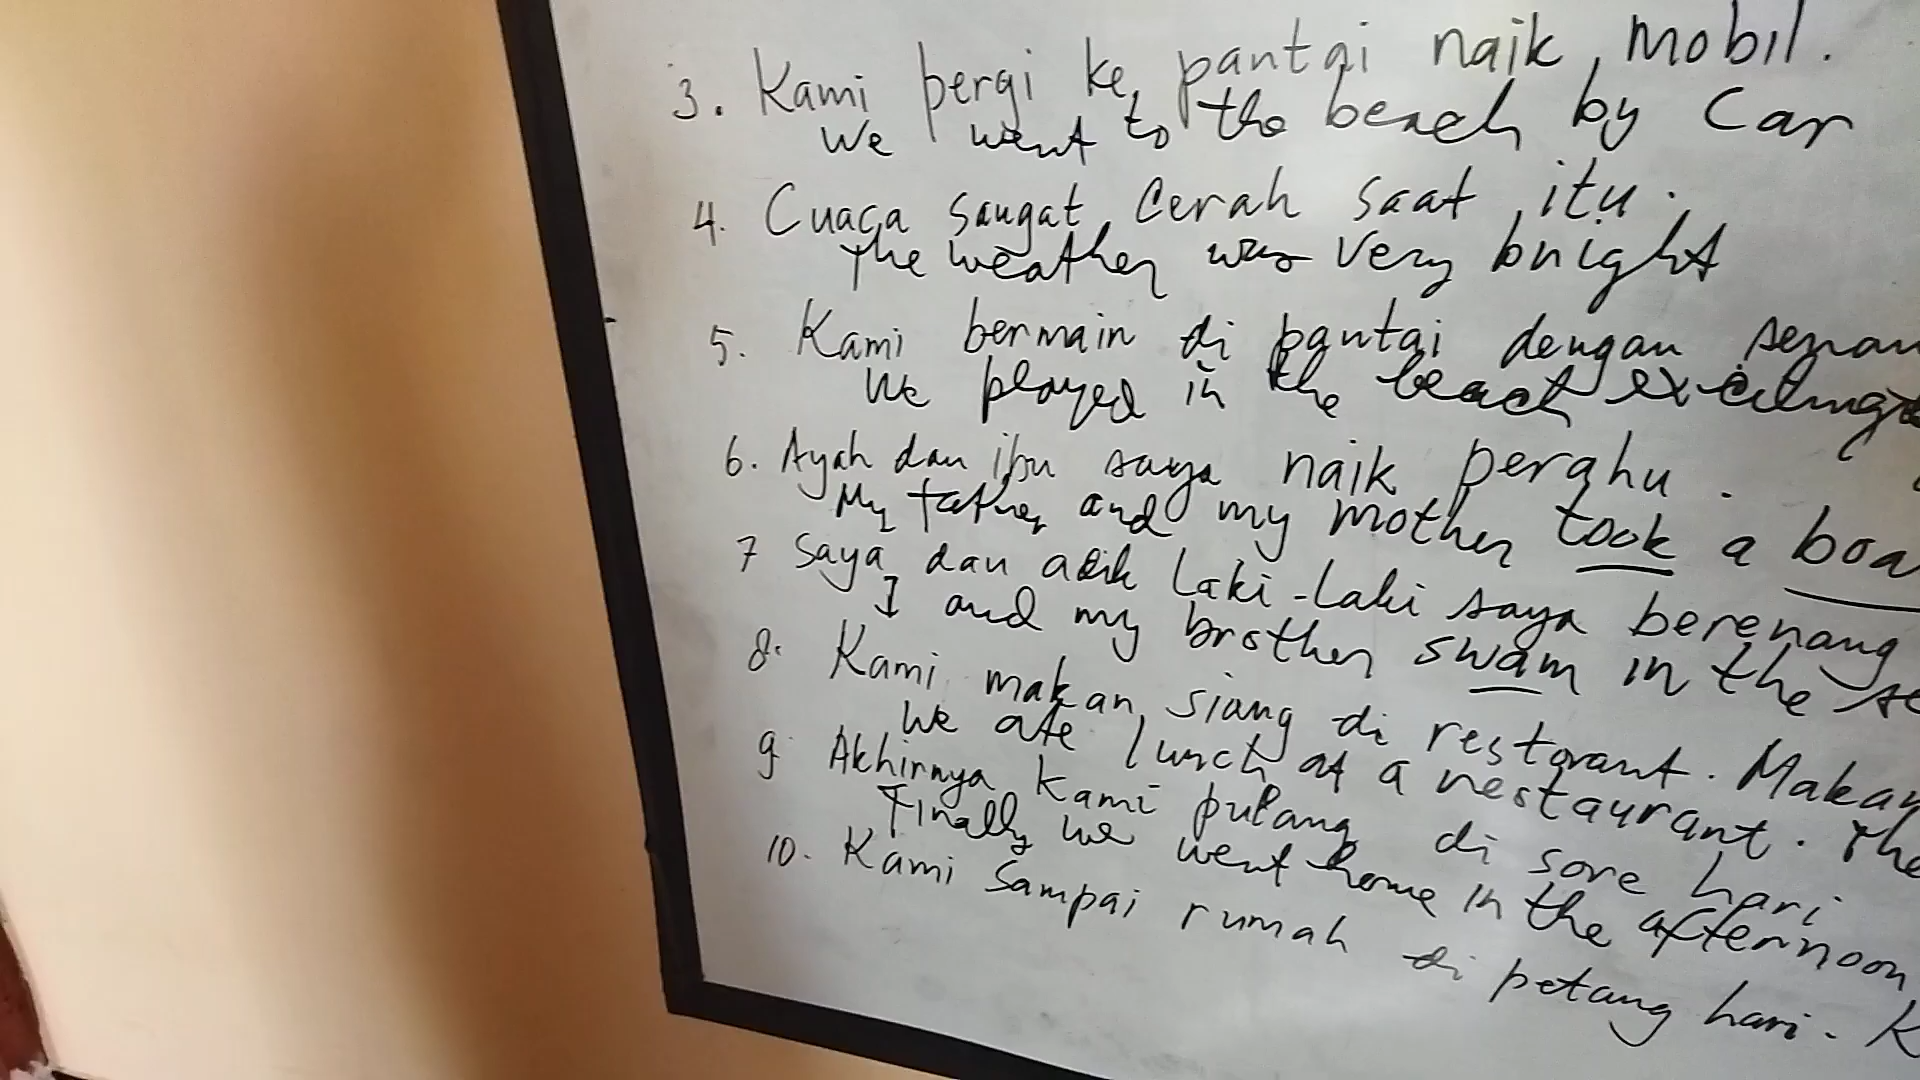 3. Kami pergi ke pantai naik mobil.
We went to the beach by Car
4. Cuaca sangat cerah saat itu.
the weather was very bright
5. Kami bermain di pantai dengan
We played in the beach
6. Ayah dan ibu saya naik perahu.
My father and my mother took a
7 Saya dan adik laki-laki saya berenang
I and my brother swam in the
8. Kami makan siang di restorant.
We ate lunch at a restaurant.
9 Akhirnya kami pulang di sore hari
Finally we went home in the afternoon
10. Kami Sampai rumah di petang hari.